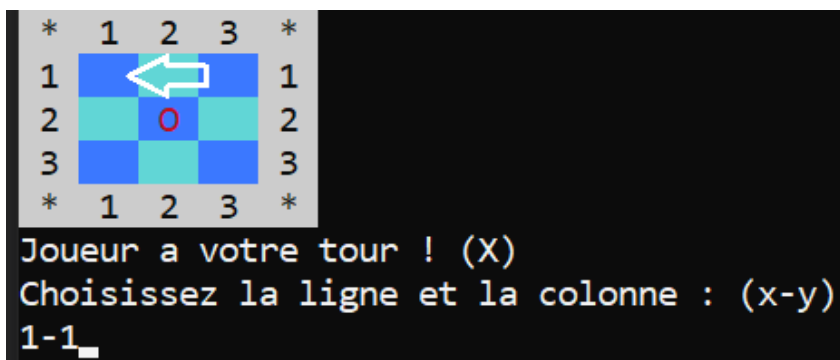 * 1 2 3 *
1 1
2 O 2
3 3
* 1 2 3 *
Joueur a votre tour ! (X)
Choisissez la ligne et la colonne : (x-y)
1-1_